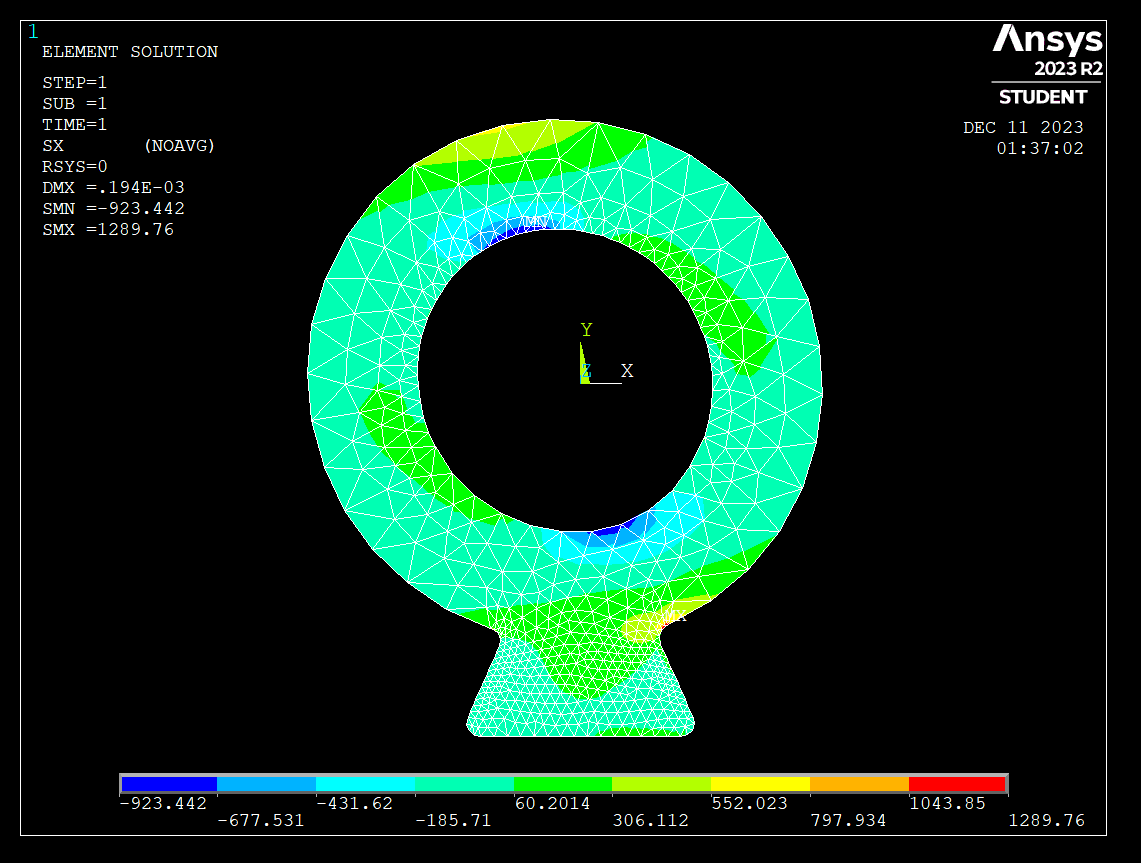 1
ELEMENT SOLUTION
STEP=1
SUB =1
TIME=1
SX (NOAVG)
RSYS=0
DMX =.194E-03
SMN =-923.442
SMX =1289.76
Ansys
2023 R2
STUDENT
DEC 11 2023
01:37:02
MN
Y
Z X
MX
-923.442 -431.62 60.2014 552.023 1043.85
-677.531 -185.71 306.112 797.934 1289.76